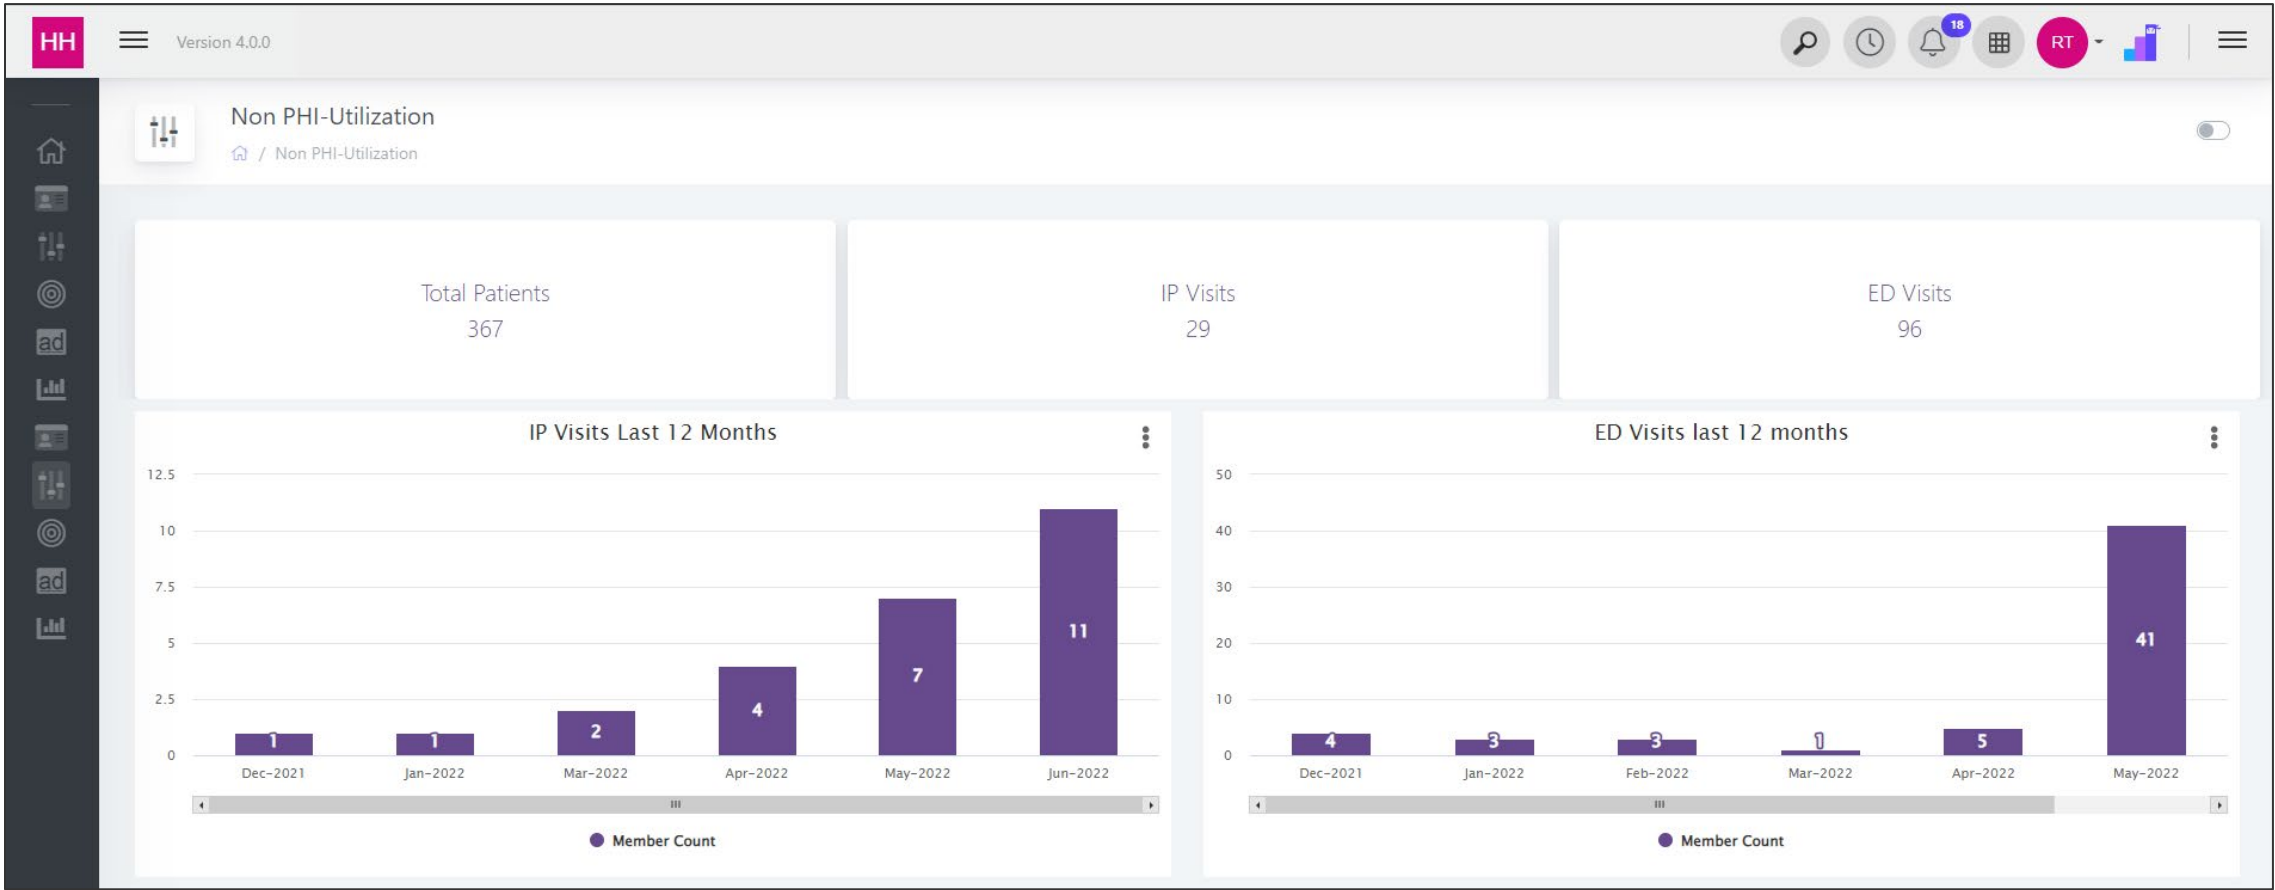 HH
Version 4.0.0
18
RT
Non PHI-Utilization
/ Non PHI-Utilization
ad
ad
Total Patients
367
IP Visits
29
ED Visits
96
IP Visits Last 12 Months
12.5
10
7.5
5
2.5
0
1
1
2
4
7
11
Dec-2021
Jan-2022
Mar-2022
Apr-2022
May-2022
Jun-2022
Member Count
ED Visits last 12 months
50
40
30
20
10
0
4
3
3
1
5
41
Dec-2021
Jan-2022
Feb-2022
Mar-2022
Apr-2022
May-2022
Member Count